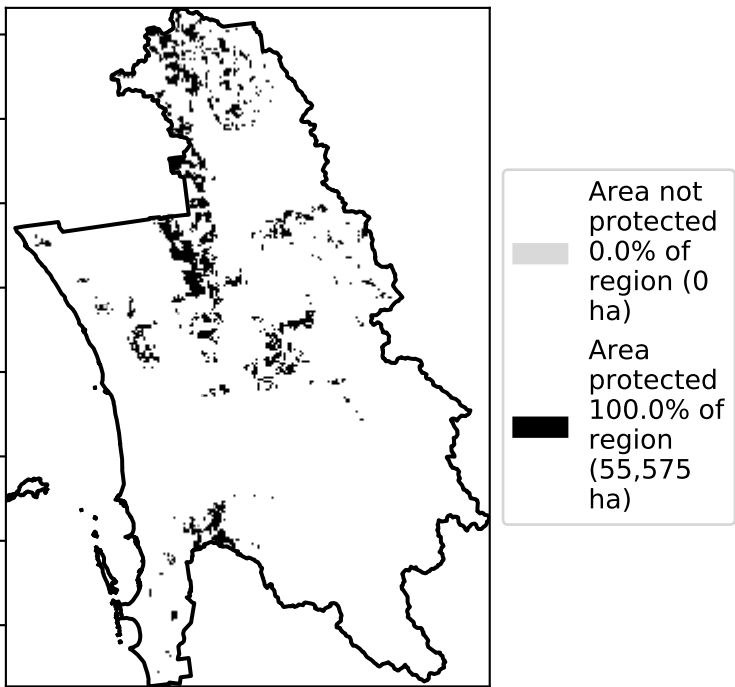 Area not
protected
0.0% of
region (0
ha)
Area
protected
100.0% of
region
(55,575
ha)